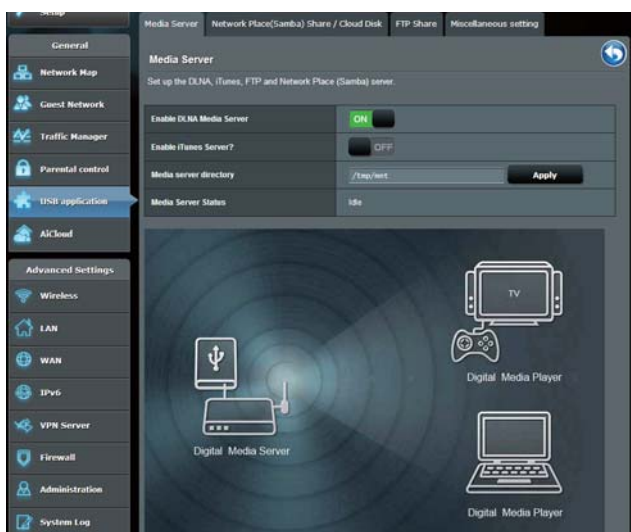 Setup
Media Server
Network Place(Samba) Share / Cloud Disk
FTP Share
Miscellaneous setting
General
Network Map
Guest Network
Traffic Manager
Parental control
USB application
AiCloud
Advanced Settings
Wireless
LAN
WAN
IPv6
VPN Server
Firewall
Administration
System Log
Media Server
Set up the DLNA, iTunes, FTP and Network Place (Samba) server.
Enable DLNA Media Server
ON
Enable iTunes Server?
OFF
Media server directory
/tmp/mnt
Apply
Media Server Status
Idle
TV
Digital Media Player
Digital Media Server
Digital Media Player